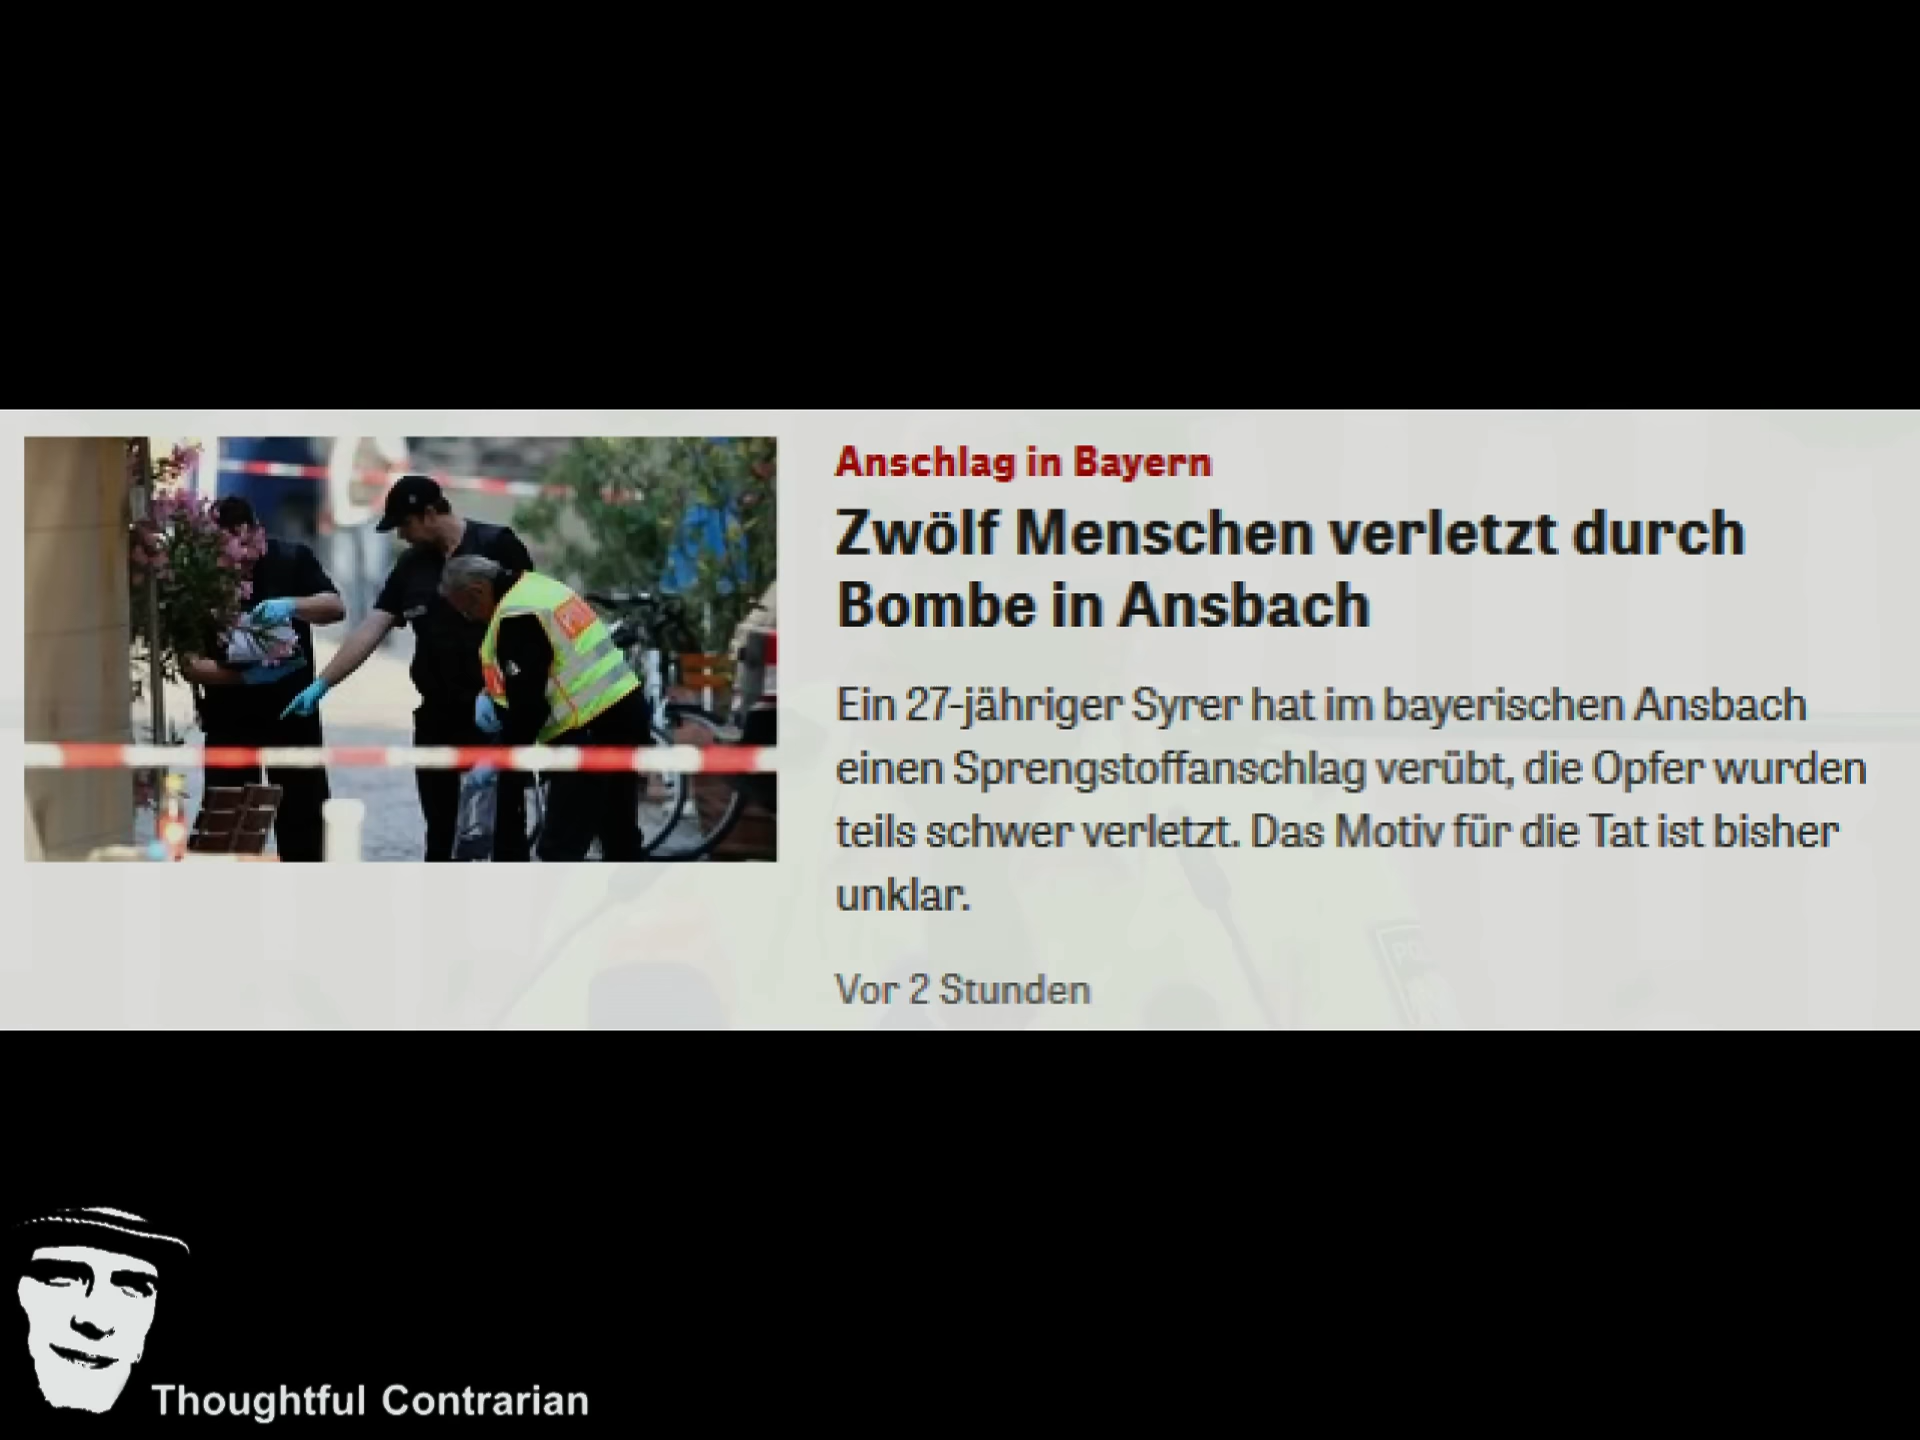 Anschlag in Bayern
Zwölf Menschen verletzt durch
Bombe in Ansbach
Ein 27-jähriger Syrer hat im bayerischen Ansbach
einen Sprengstoffanschlag verübt, die Opfer wurden
teils schwer verletzt. Das Motiv für die Tat ist bisher
unklar.
Vor 2 Stunden
Thoughtful Contrarian